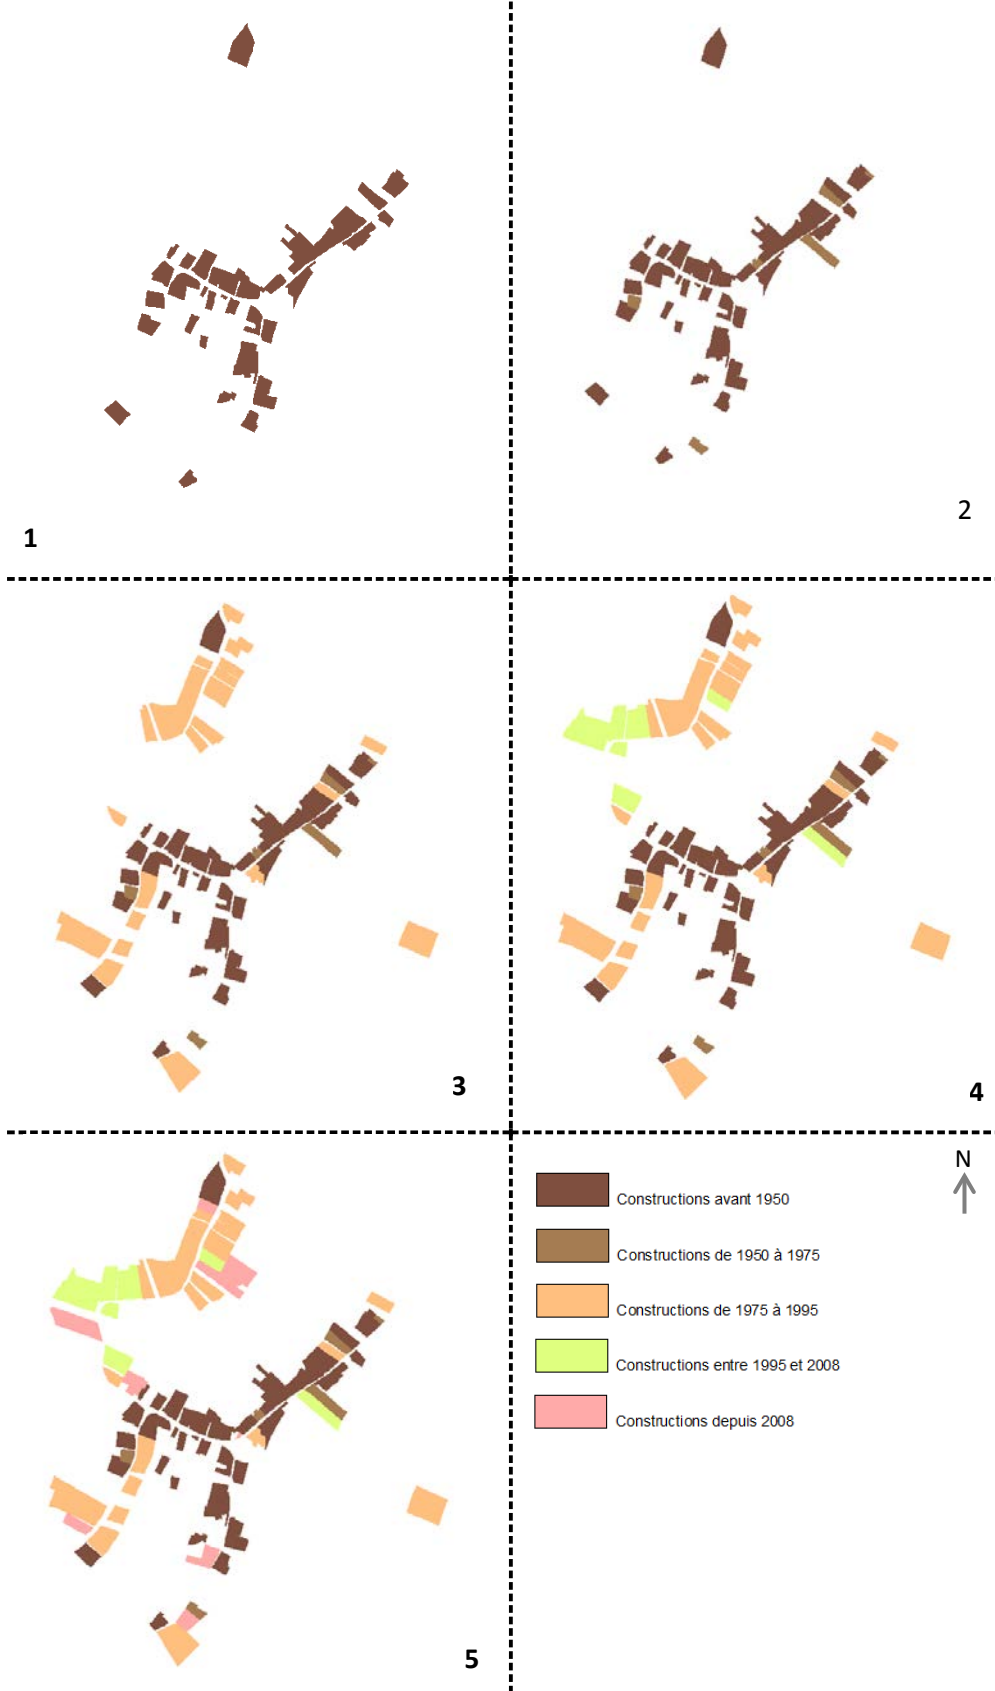 1
2
3
4
5
N
Constructions avant 1950
Constructions de 1950 à 1975
Constructions de 1975 à 1995
Constructions entre 1995 et 2008
Constructions depuis 2008